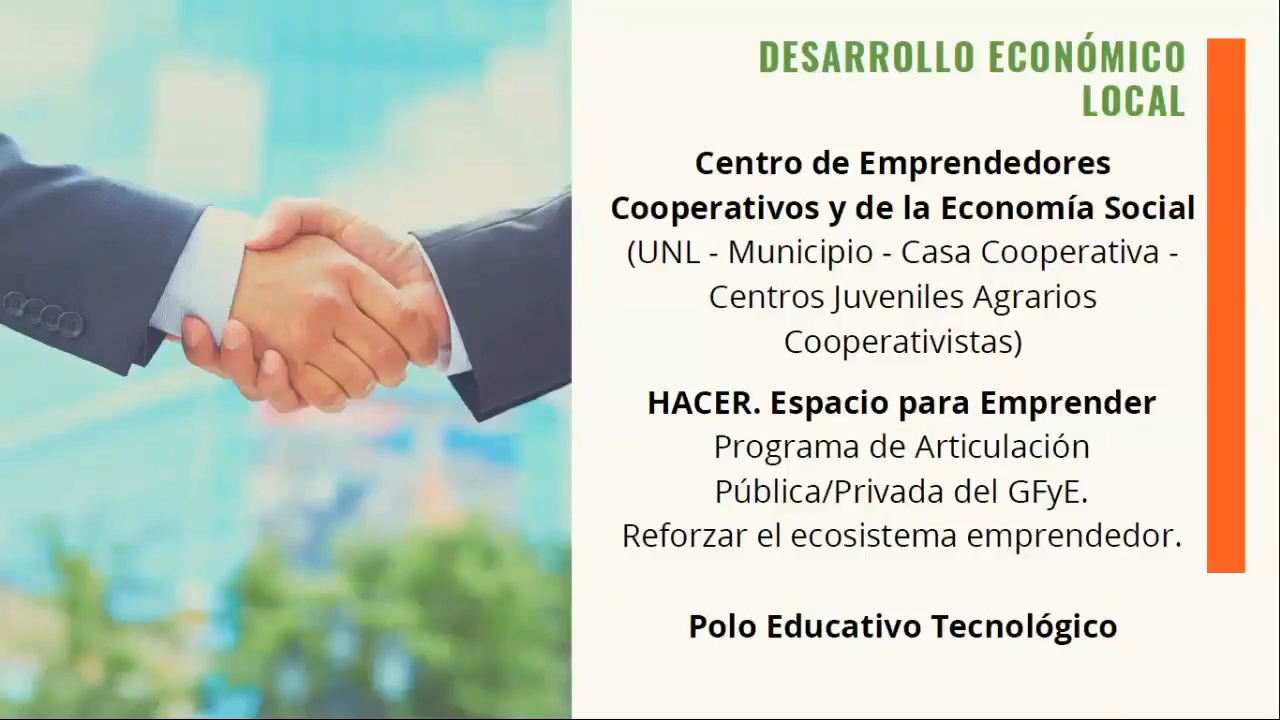 DESARROLLO ECONÓMICO
LOCAL
Centro de Emprendedores
Cooperativos y de la Economía Social
(UNL - Municipio - Casa Cooperativa -
Centros Juveniles Agrarios
Cooperativistas)
HACER. Espacio para Emprender
Programa de Articulación
Pública/Privada del GFyE.
Reforzar el ecosistema emprendedor.
Polo Educativo Tecnológico